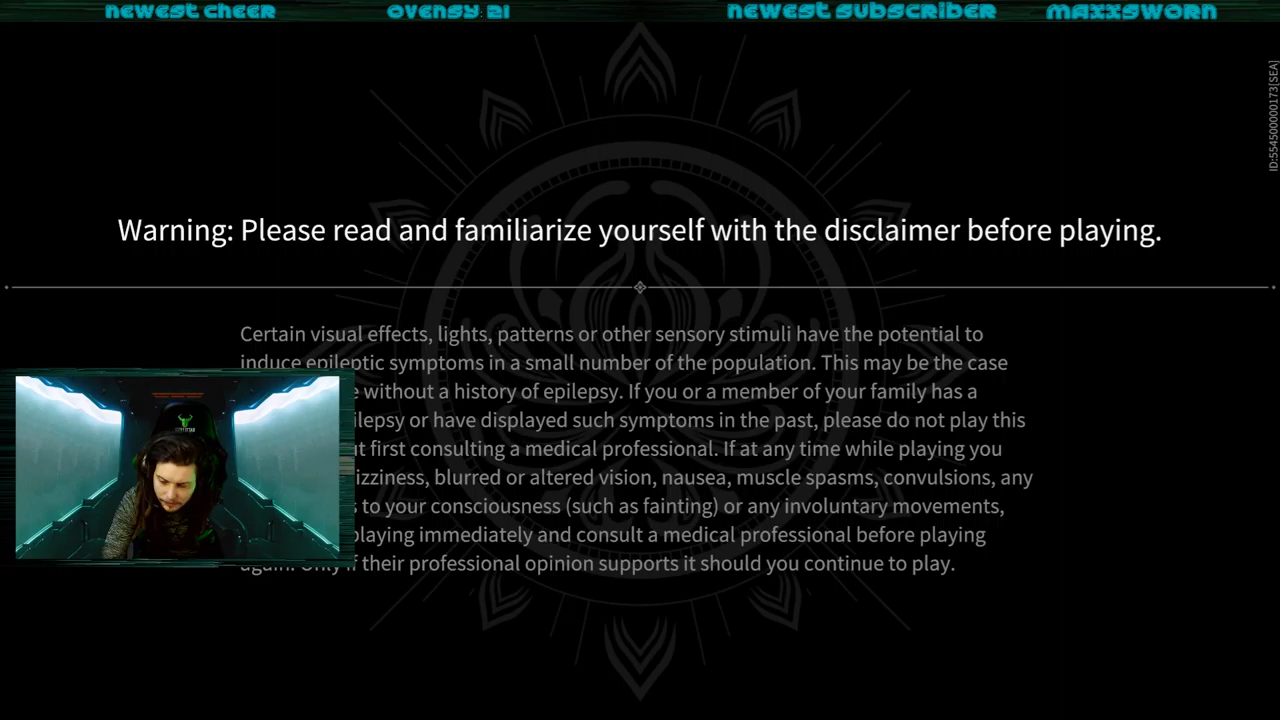 newest cheer ovensy 21 newest subscriber maxxsworn
ID:554500000173[SEA]
Warning: Please read and familiarize yourself with the disclaimer before playing.
Certain visual effects, lights, patterns or other sensory stimuli have the potential to
induce epileptic symptoms in a small number of the population. This may be the case
without a history of epilepsy. If you or a member of your family has a
or have displayed such symptoms in the past, please do not play this
first consulting a medical professional. If at any time while playing you
blurred or altered vision, nausea, muscle spasms, convulsions, any
to your consciousness (such as fainting) or any involuntary movements,
playing immediately and consult a medical professional before playing
again. Only if their professional opinion supports it should you continue to play.